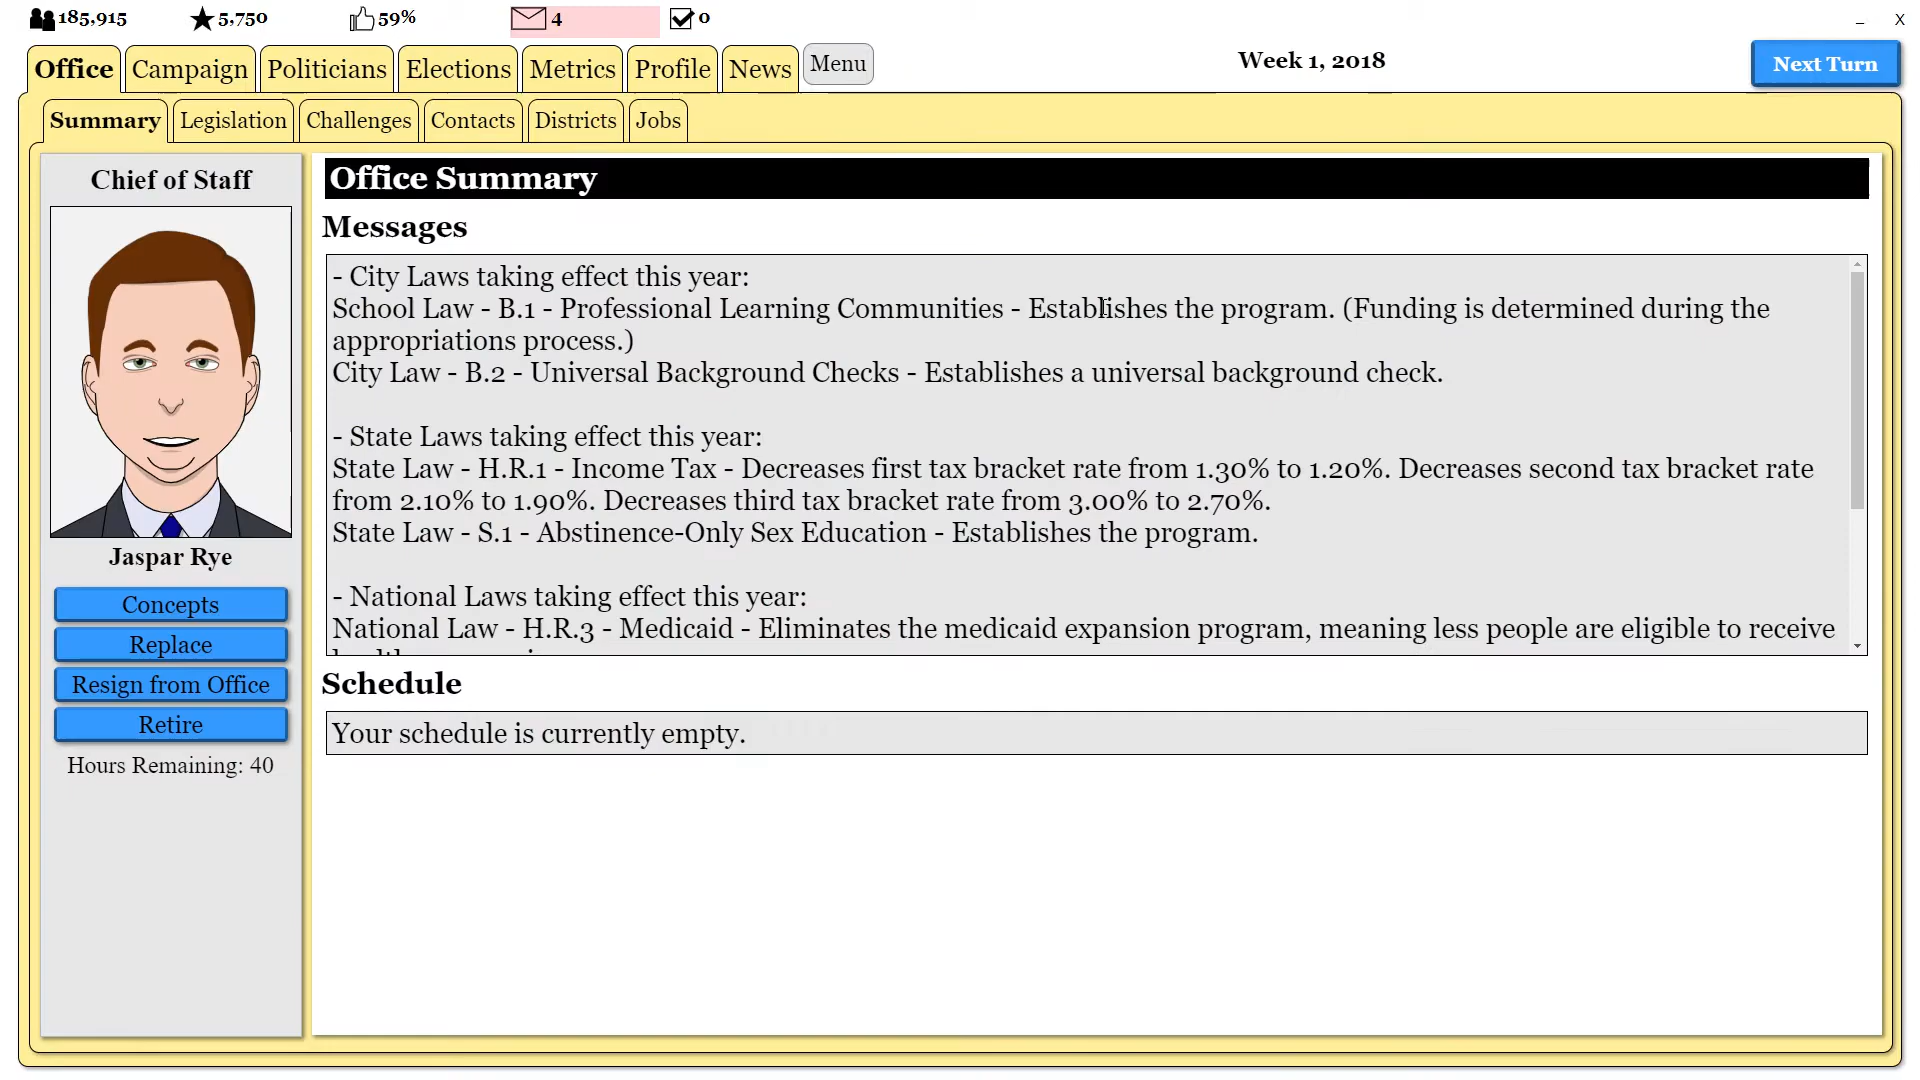 185,915 5,750 59% 4 0 _ X
Office Campaign Politicians Elections Metrics Profile News Menu Week 1, 2018 Next Turn
Summary Legislation Challenges Contacts Districts Jobs
Chief of Staff
Jaspar Rye
Concepts
Replace
Resign from Office
Retire
Hours Remaining: 40
Office Summary
Messages
- City Laws taking effect this year:
School Law - B.1 - Professional Learning Communities - Establishes the program. (Funding is determined during the
appropriations process.)
City Law - B.2 - Universal Background Checks - Establishes a universal background check.
- State Laws taking effect this year:
State Law - H.R.1 - Income Tax - Decreases first tax bracket rate from 1.30% to 1.20%. Decreases second tax bracket rate
from 2.10% to 1.90%. Decreases third tax bracket rate from 3.00% to 2.70%.
State Law - S.1 - Abstinence-Only Sex Education - Establishes the program.
- National Laws taking effect this year:
National Law - H.R.3 - Medicaid - Eliminates the medicaid expansion program, meaning less people are eligible to receive
Schedule
Your schedule is currently empty.